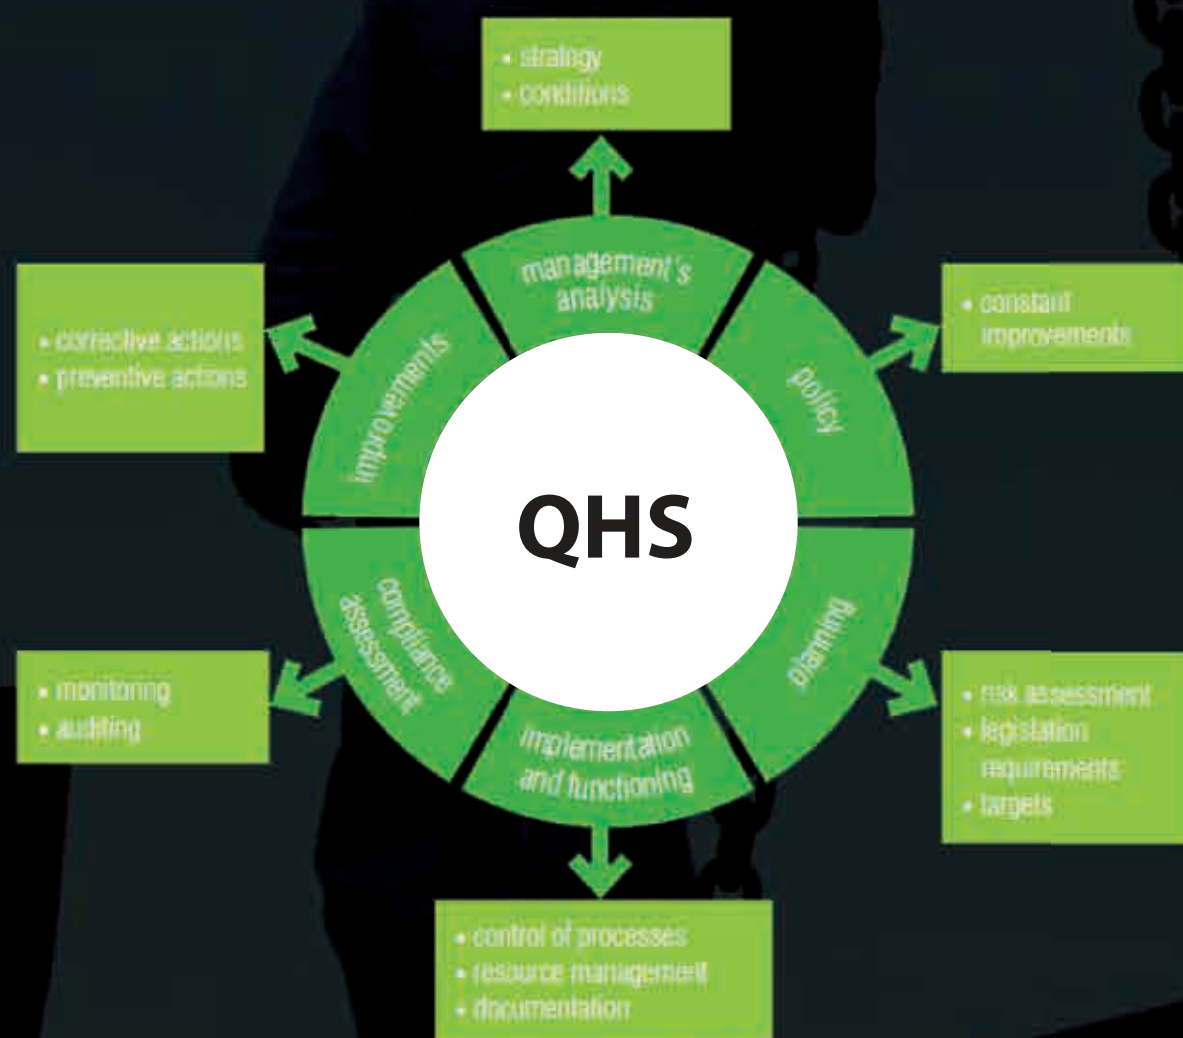 • strategy
• conditions
management's
analysis
policy
• constant
improvements
planning
• risk assessment
• legislation
requirements
• targets
implementation
and functioning
• control of processes
• resource management
• documentation
compliance
assessment
• monitoring
• auditing
improvements
• corrective actions
• preventive actions
QHS